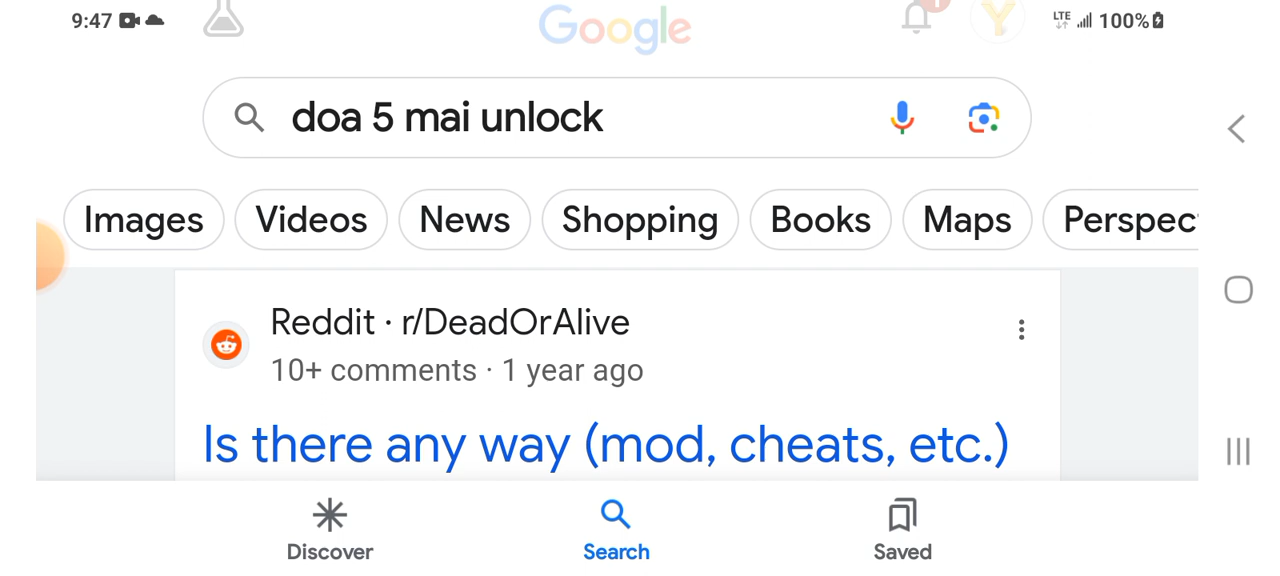 9:47
LTE 100%
Google
Y
doa 5 mai unlock
Images Videos News Shopping Books Maps Perspec
Reddit · r/DeadOrAlive
10+ comments · 1 year ago
Is there any way (mod, cheats, etc.)
Discover Search Saved